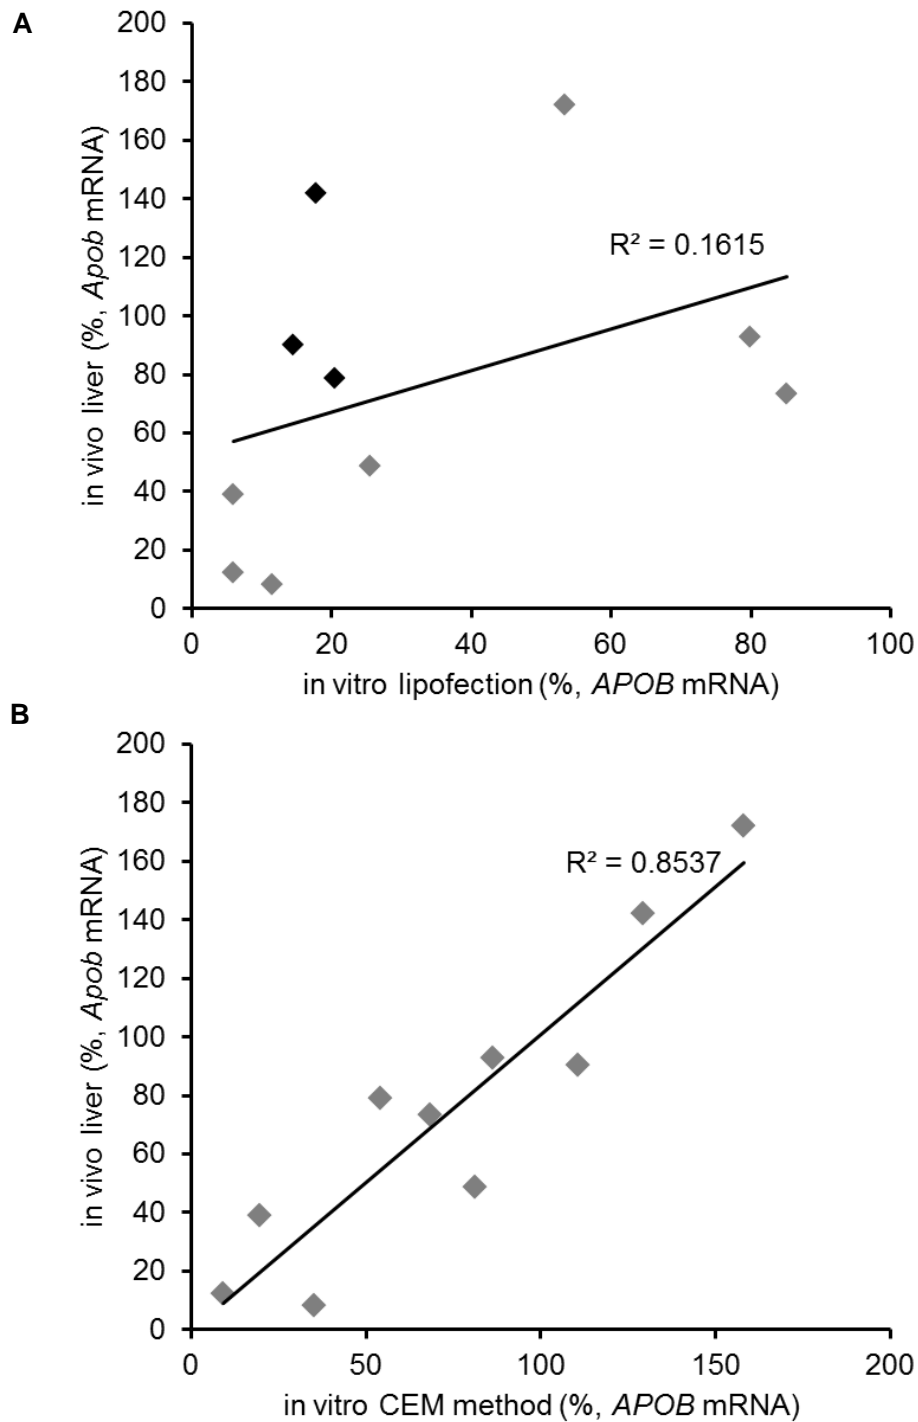 A
200
180
160
140
120
100
80
60
40
20
0
in vivo liver (%, Apob mRNA)
R² = 0.1615
0 20 40 60 80 100
in vitro lipofection (%, APOB mRNA)
B
200
180
160
140
120
100
80
60
40
20
0
in vivo liver (%, Apob mRNA)
R² = 0.8537
0 50 100 150 200
in vitro CEM method (%, APOB mRNA)